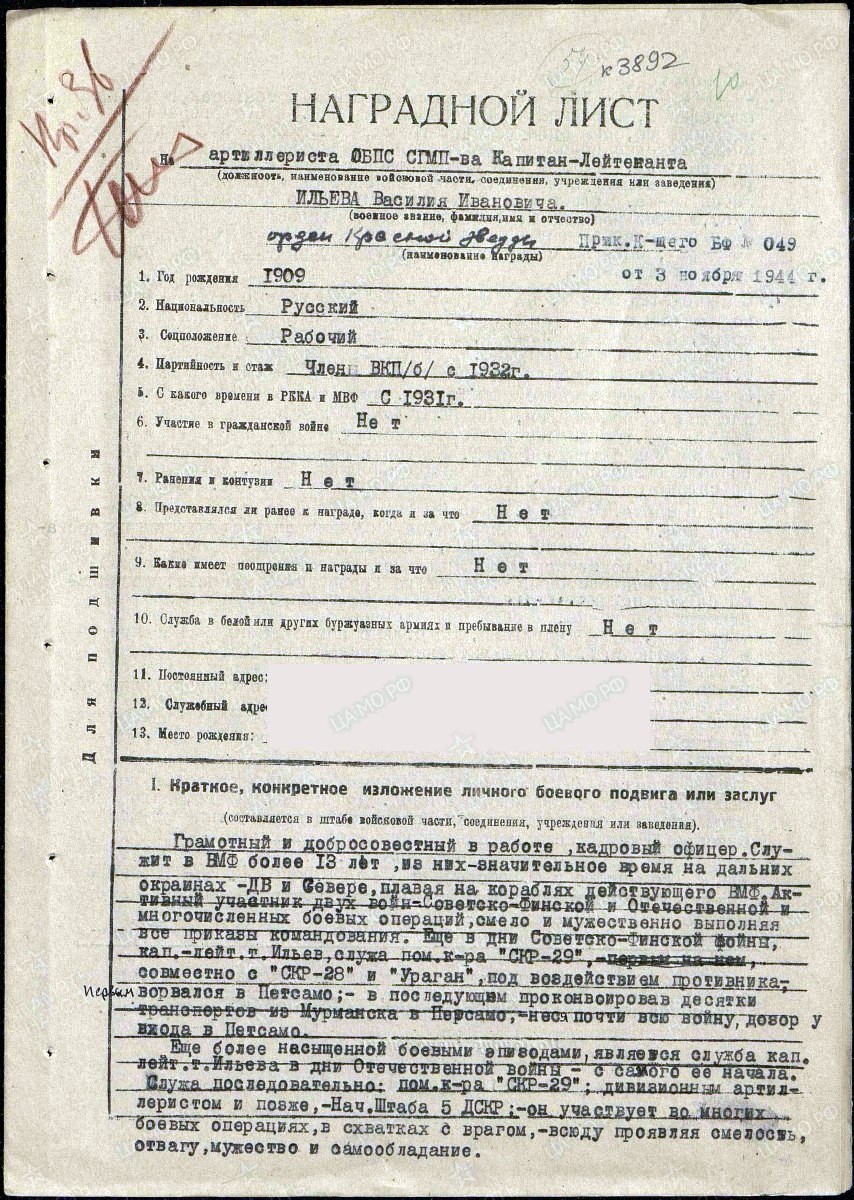 к 3892
НАГРАДНОЙ ЛИСТ
На артиллериста ОБПС СГМП-ва Капитан-Лейтенанта
(должность, наименование войсковой части, соединения, учреждения или заведения)
ИЛЬЕВА Василия Ивановича.
(военное звание, фамилия, имя и отчество)
орден Красной Звезды Прик.К-щего БФ № 049
(наименование награды)
от 3 ноября 1944 г.
1. Год рождения 1909
2. Национальность Русский
3. Соцположение Рабочий
4. Партийность и стаж Член ВКП/б/ с 1932г.
5. С какого времени в РККА и МВФ С 1931г.
6. Участие в гражданской войне Нет
7. Ранения и контузии Нет
8. Представлялся ли ранее к награде, когда и за что Нет
9. Какие имеет поощрения и награды и за что Нет
10. Служба в белой или других буржуазных армиях и пребывание в плену Нет
11. Постоянный адрес:
12. Служебный адре
13. Место рождения:
Для подшивки
I. Краткое, конкретное изложение личного боевого подвига или заслуг
(составляется в штабе войсковой части, соединения, учреждения или заведения).
Грамотный и добросовестный в работе ,кадровый офицер.Слу-
жит в ВМФ более 13 лет ,из них-значительное время на дальних
окраинах -ДВ и Севере,плавая на кораблях действующего ВМФ.Ак-
тивный участник двух войн-Советско-Финской и Отечественной и
многочисленных боевых операций,смело и мужественно выполняя
все приказы командования. Еще в дни Советско-Финской фойны,
кап.-лейт.т.Ильев,служа пом.к-ра "СКР-29",-первым на нем,
совместно с "СКР-28" и "Ураган",под воздействием противника,
Первым ворвался в Петсамо;- в последующем проконвоировав десятки
транспортов из Мурманска в Петсамо,-неся почти всю войну,дозор у
входа в Петсамо.
Еще более насыщенной боевыми эпизодами,является служба кап.
лейт.т.Ильева в дни Отечественной войны - с самого ее начала.
Служа последовательно: пом.к-ра "СКР-29"; дивизионным артил-
леристом и позже,-Нач.Штаба 5 ДСКР;-он участвует во многих
боевых операциях,в схватках с врагом,-всюду проявляя смелость,
отвагу,мужество и самообладание.
ЦАМО.РФ